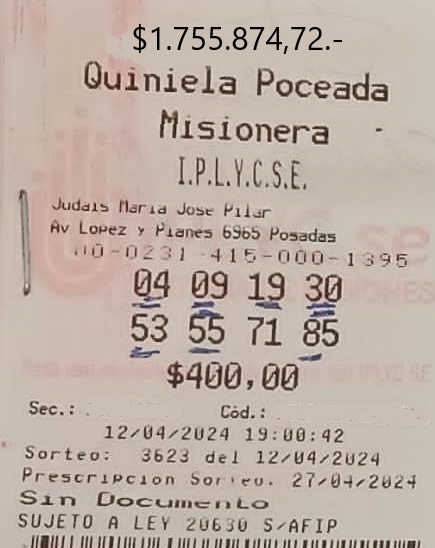 $1.755.874,72.-
Quiniela Poceada
Misionera
I.P.L.Y.C.S.E.
Judais Maria Jose Pilar
Av Lopez y Planes 6965 Posadas
00-0231-415-000-1395
04 09 19 30
53 55 71 85
$400,00
Sec.: Cód.:
12/04/2024 19:00:42
Sorteo: 3623 del 12/04/2024
Prescripcion Sorteo. 27/04/2024
Sin Documento
SUJETO A LEY 20630 S/AFIP